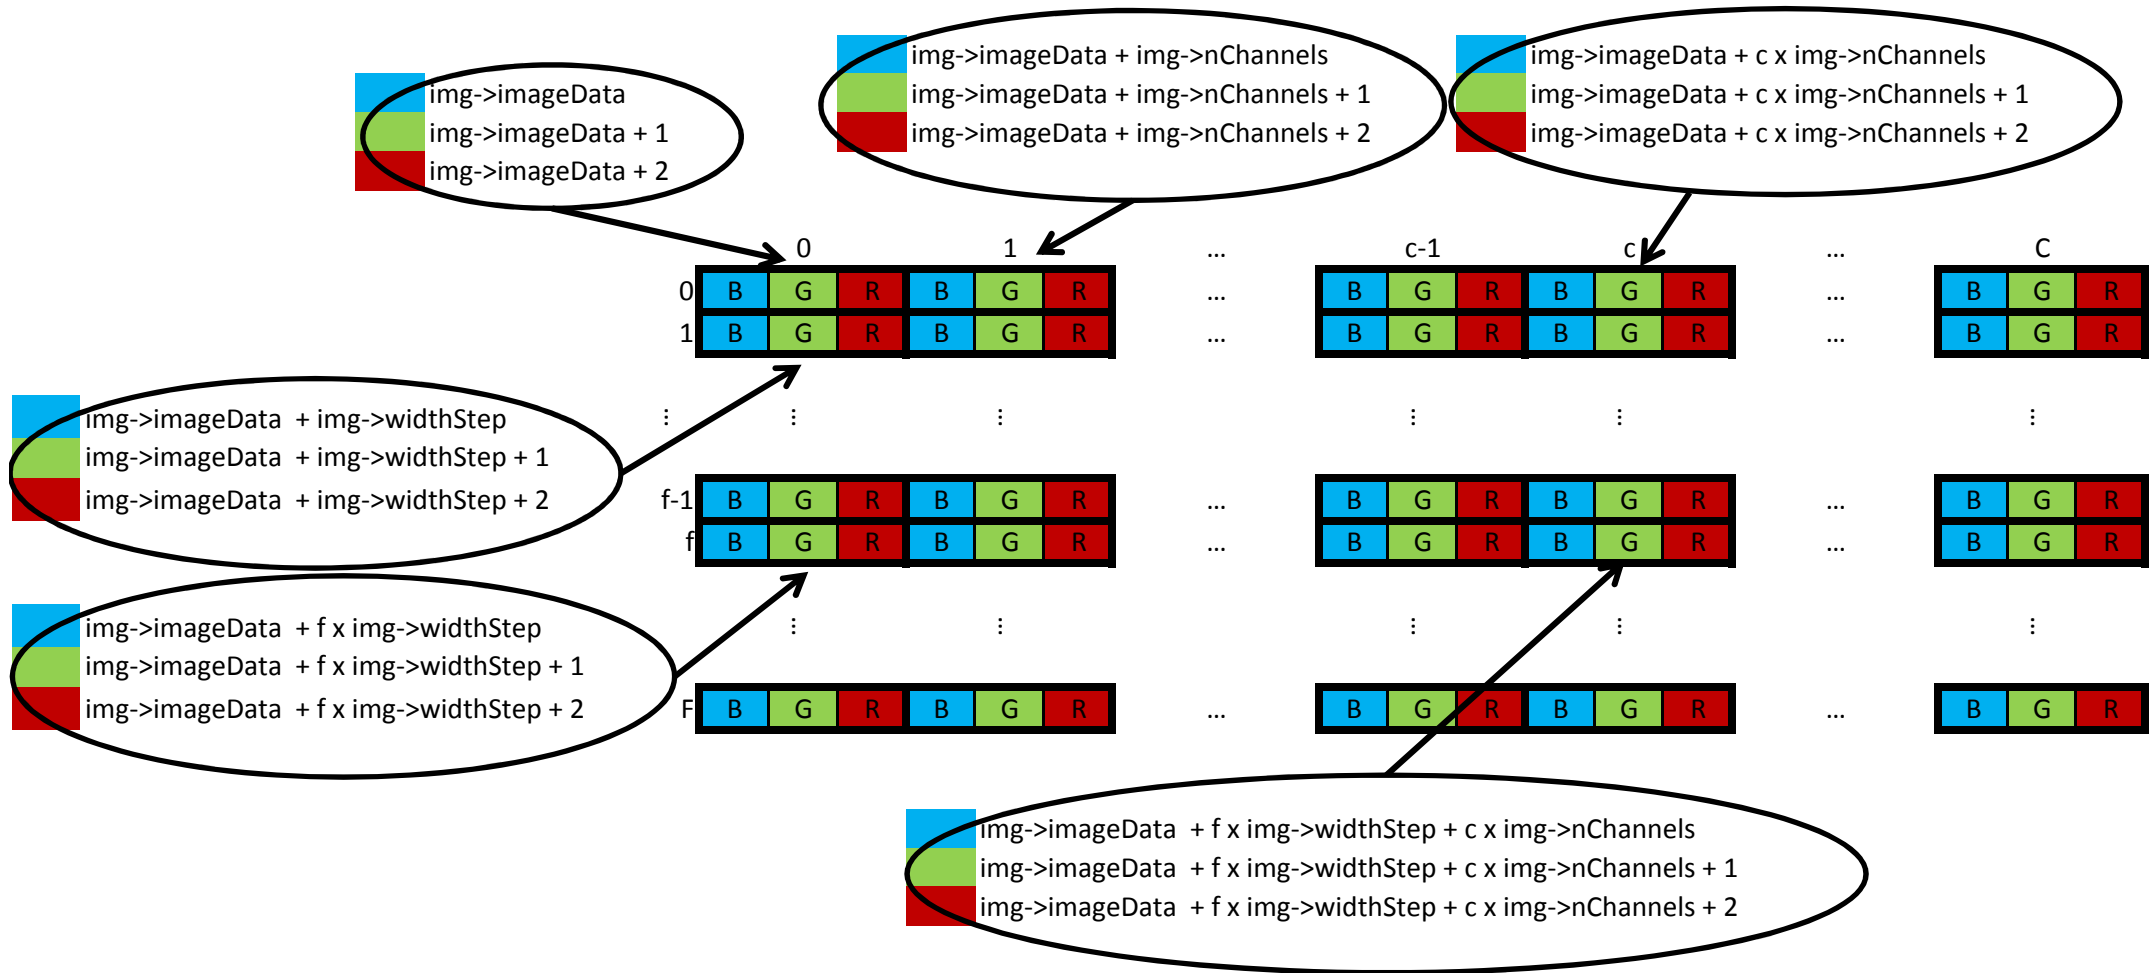 img->imageData
img->imageData + 1
img->imageData + 2
img->imageData + img->nChannels
img->imageData + img->nChannels + 1
img->imageData + img->nChannels + 2
img->imageData + c x img->nChannels
img->imageData + c x img->nChannels + 1
img->imageData + c x img->nChannels + 2
0 1 ... c-1 c ... C
0 B G R B G R ... B G R B G R ... B G R
1 B G R B G R ... B G R B G R ... B G R
img->imageData + img->widthStep
img->imageData + img->widthStep + 1
img->imageData + img->widthStep + 2
⋮ ⋮ ⋮ ⋮ ⋮ ⋮
f-1 B G R B G R ... B G R B G R ... B G R
f B G R B G R ... B G R B G R ... B G R
img->imageData + f x img->widthStep
img->imageData + f x img->widthStep + 1
img->imageData + f x img->widthStep + 2
⋮ ⋮ ⋮ ⋮ ⋮
F B G R B G R ... B G R B G R ... B G R
img->imageData + f x img->widthStep + c x img->nChannels
img->imageData + f x img->widthStep + c x img->nChannels + 1
img->imageData + f x img->widthStep + c x img->nChannels + 2